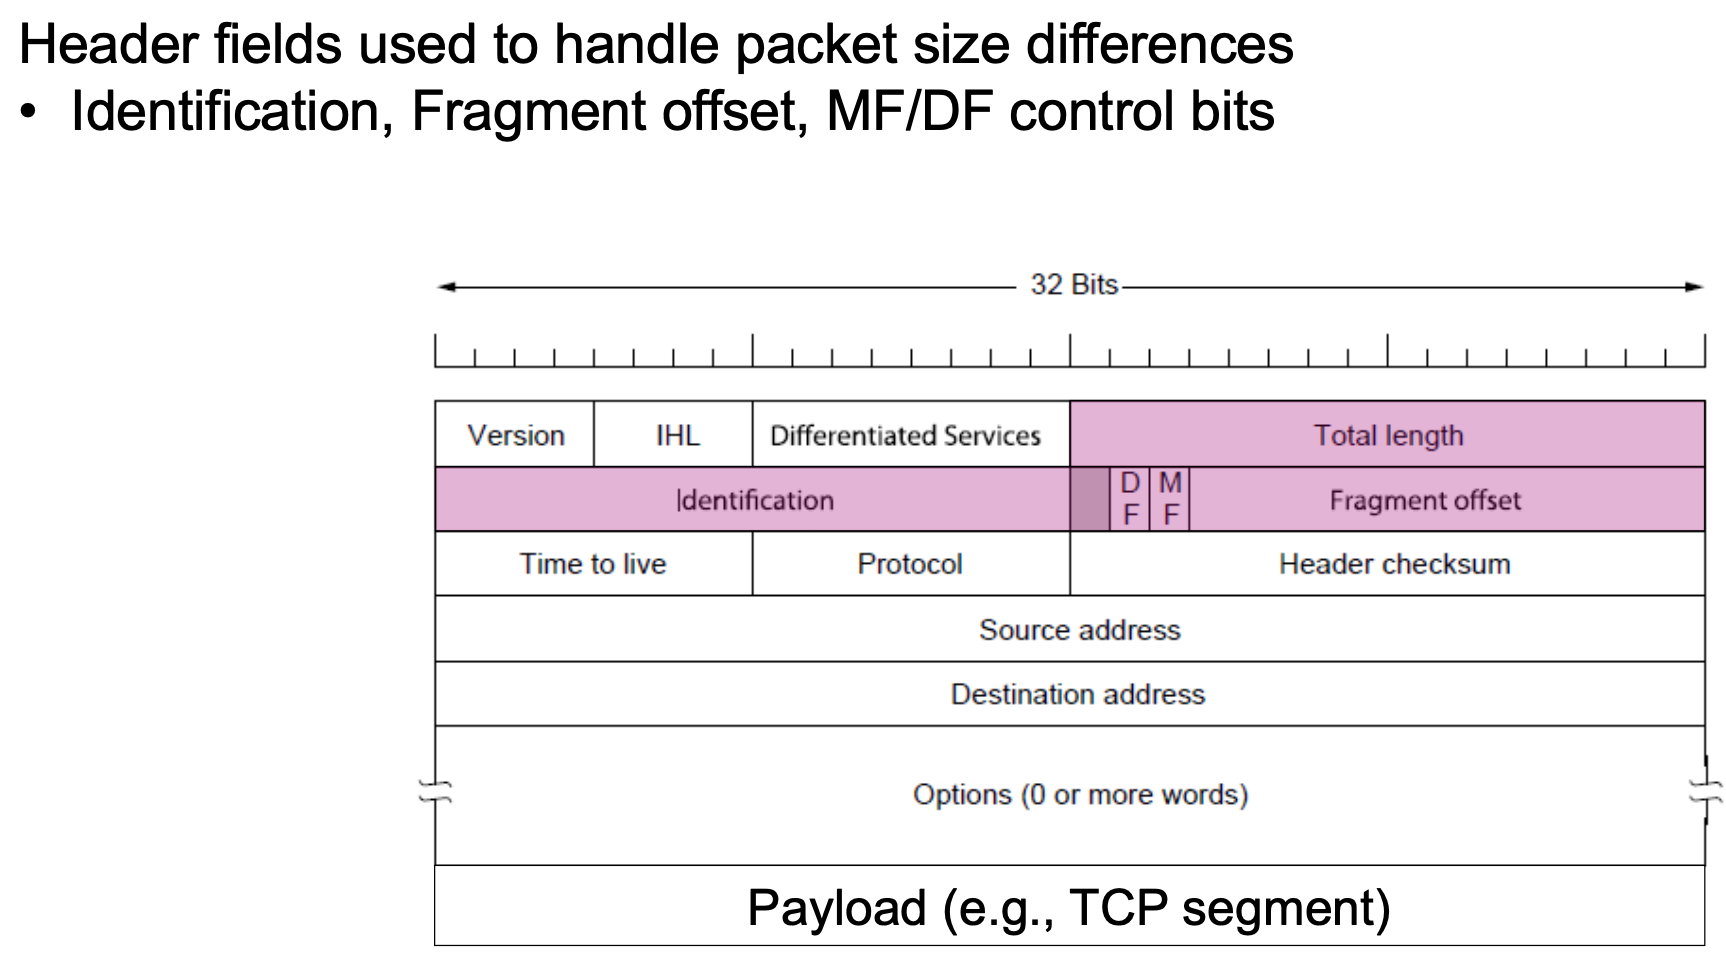 Header fields used to handle packet size differences
• Identification, Fragment offset, MF/DF control bits
32 Bits
Version IHL Differentiated Services Total length
Identification D F M F Fragment offset
Time to live Protocol Header checksum
Source address
Destination address
Options (0 or more words)
Payload (e.g., TCP segment)